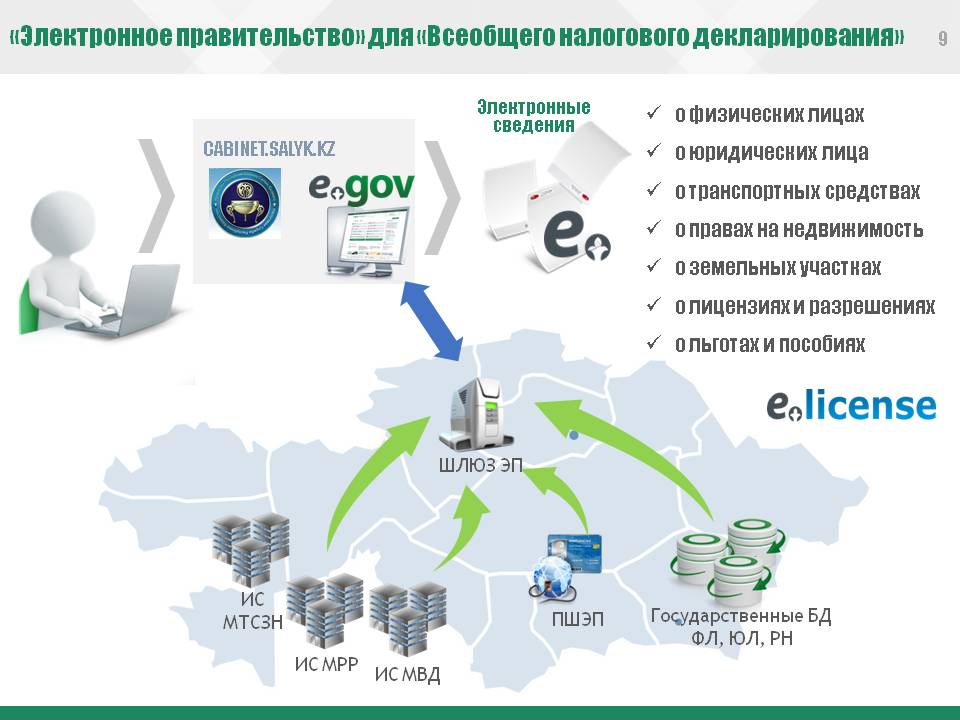 «Электронное правительство» для «Всеобщего налогового декларирования»
9
CABINET.SALYK.KZ
e.gov
Электронные
сведения
e
о физических лицах
о юридических лица
о транспортных средствах
о правах на недвижимость
о земельных участках
о лицензиях и разрешениях
о льготах и пособиях
e.license
ШЛЮЗ ЭП
ИС
МТСЗН
ИС МРР
ИС МВД
ПШЭП
Государственные БД
ФЛ, ЮЛ, РН